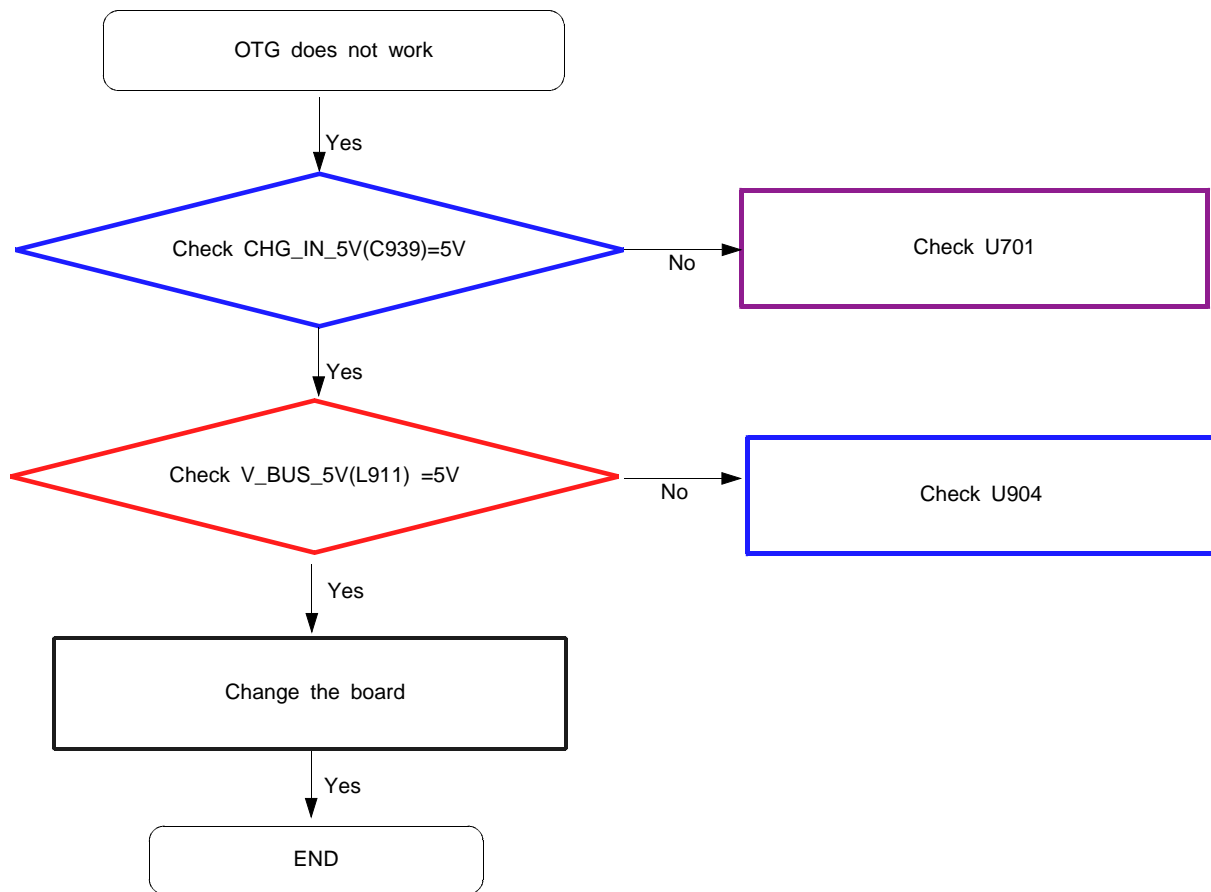 OTG does not work
Yes
Check CHG_IN_5V(C939)=5V
No
Check U701
Yes
Check V_BUS_5V(L911) =5V
No
Check U904
Yes
Change the board
Yes
END